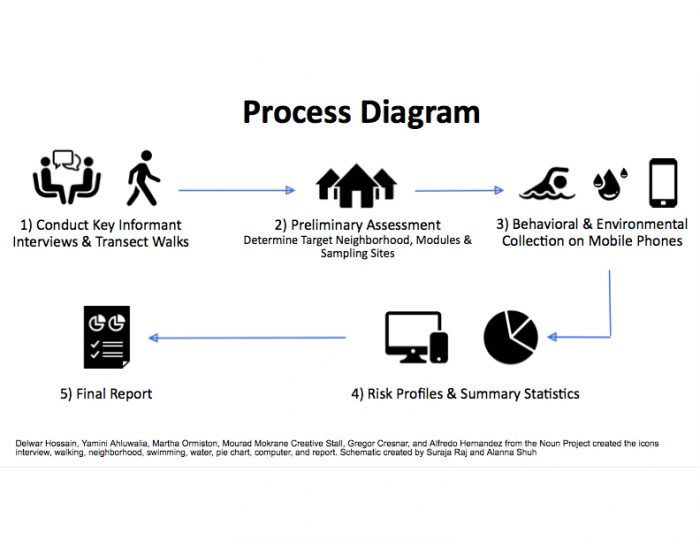 Process Diagram
1) Conduct Key Informant
Interviews & Transect Walks
2) Preliminary Assessment
Determine Target Neighborhood, Modules &
Sampling Sites
3) Behavioral & Environmental
Collection on Mobile Phones
5) Final Report
4) Risk Profiles & Summary Statistics
Delwar Hossain, Yamini Ahluwalia, Martha Ormiston, Mourad Mokrane Creative Stall, Gregor Cresnar, and Alfredo Hernandez from the Noun Project created the icons
interview, walking, neighborhood, swimming, water, pie chart, computer, and report. Schematic created by Suraja Raj and Alanna Shuh